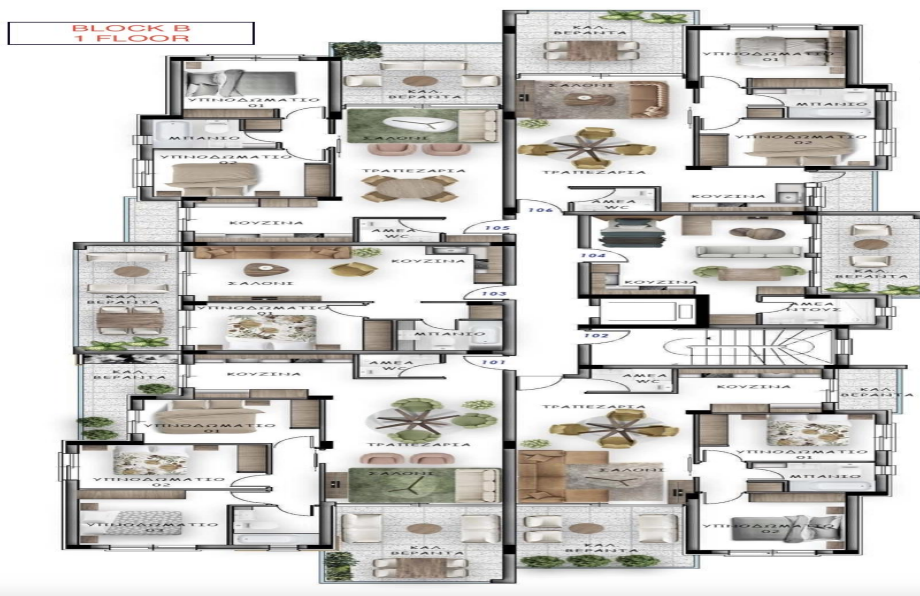 BLOCK B
1 FLOOR
ΚΑΛ.
ΒΕΡΑΝΤΑ
ΥΠΝΟΔΩΜΑΤΙΟ
01
ΚΑΛ.
ΒΕΡΑΝΤΑ
ΥΠΝΟΔΩΜΑΤΙΟ
01
ΣΑΛΟΝΙ
ΜΠΑΝΙΟ
ΜΠΑΝΙΟ
ΣΑΛΟΝΙ
ΥΠΝΟΔΩΜΑΤΙΟ
02
ΥΠΝΟΔΩΜΑΤΙΟ
02
ΤΡΑΠΕΖΑΡΙΑ
ΤΡΑΠΕΖΑΡΙΑ
ΚΟΥΖΙΝΑ
ΑΜΕΑ
WC
106
ΚΟΥΖΙΝΑ
ΑΜΕΑ
WC
105
ΚΟΥΖΙΝΑ
104
ΣΑΛΟΝΙ
ΚΟΥΖΙΝΑ
ΚΑΛ.
ΒΕΡΑΝΤΑ
ΚΑΛ.
ΒΕΡΑΝΤΑ
103
ΥΠΝΟΔΩΜΑΤΙΟ
01
ΑΜΕΑ
ΝΤΟΥΣ
ΜΠΑΝΙΟ
102
ΑΜΕΑ
WC
101
ΚΑΛ.
ΒΕΡΑΝΤΑ
ΚΟΥΖΙΝΑ
ΑΜΕΑ
WC
ΚΟΥΖΙΝΑ
ΚΑΛ.
ΒΕΡΑΝΤΑ
ΤΡΑΠΕΖΑΡΙΑ
ΥΠΝΟΔΩΜΑΤΙΟ
01
ΤΡΑΠΕΖΑΡΙΑ
ΥΠΝΟΔΩΜΑΤΙΟ
01
ΥΠΝΟΔΩΜΑΤΙΟ
02
ΣΑΛΟΝΙ
ΣΑΛΟΝΙ
ΜΠΑΝΙΟ
ΥΠΝΟΔΩΜΑΤΙΟ
03
ΥΠΝΟΔΩΜΑΤΙΟ
02
ΚΑΛ.
ΒΕΡΑΝΤΑ
ΚΑΛ.
ΒΕΡΑΝΤΑ